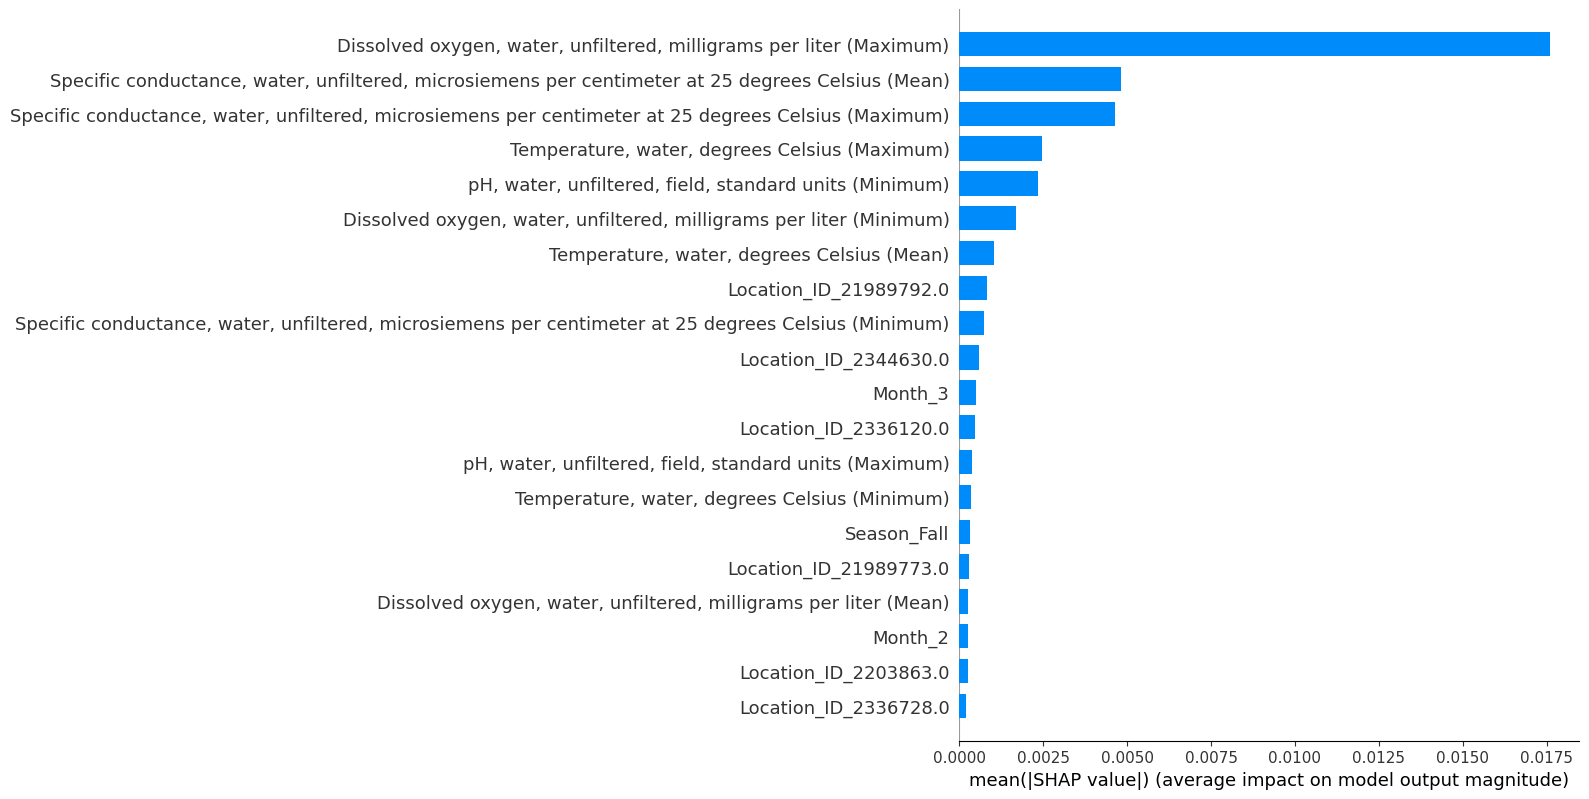 Dissolved oxygen, water, unfiltered, milligrams per liter (Maximum)
Specific conductance, water, unfiltered, microsiemens per centimeter at 25 degrees Celsius (Mean)
Specific conductance, water, unfiltered, microsiemens per centimeter at 25 degrees Celsius (Maximum)
Temperature, water, degrees Celsius (Maximum)
pH, water, unfiltered, field, standard units (Minimum)
Dissolved oxygen, water, unfiltered, milligrams per liter (Minimum)
Temperature, water, degrees Celsius (Mean)
Location_ID_21989792.0
Specific conductance, water, unfiltered, microsiemens per centimeter at 25 degrees Celsius (Minimum)
Location_ID_2344630.0
Month_3
Location_ID_2336120.0
pH, water, unfiltered, field, standard units (Maximum)
Temperature, water, degrees Celsius (Minimum)
Season_Fall
Location_ID_21989773.0
Dissolved oxygen, water, unfiltered, milligrams per liter (Mean)
Month_2
Location_ID_2203863.0
Location_ID_2336728.0
0.0000 0.0025 0.0050 0.0075 0.0100 0.0125 0.0150 0.0175
mean(|SHAP value|) (average impact on model output magnitude)